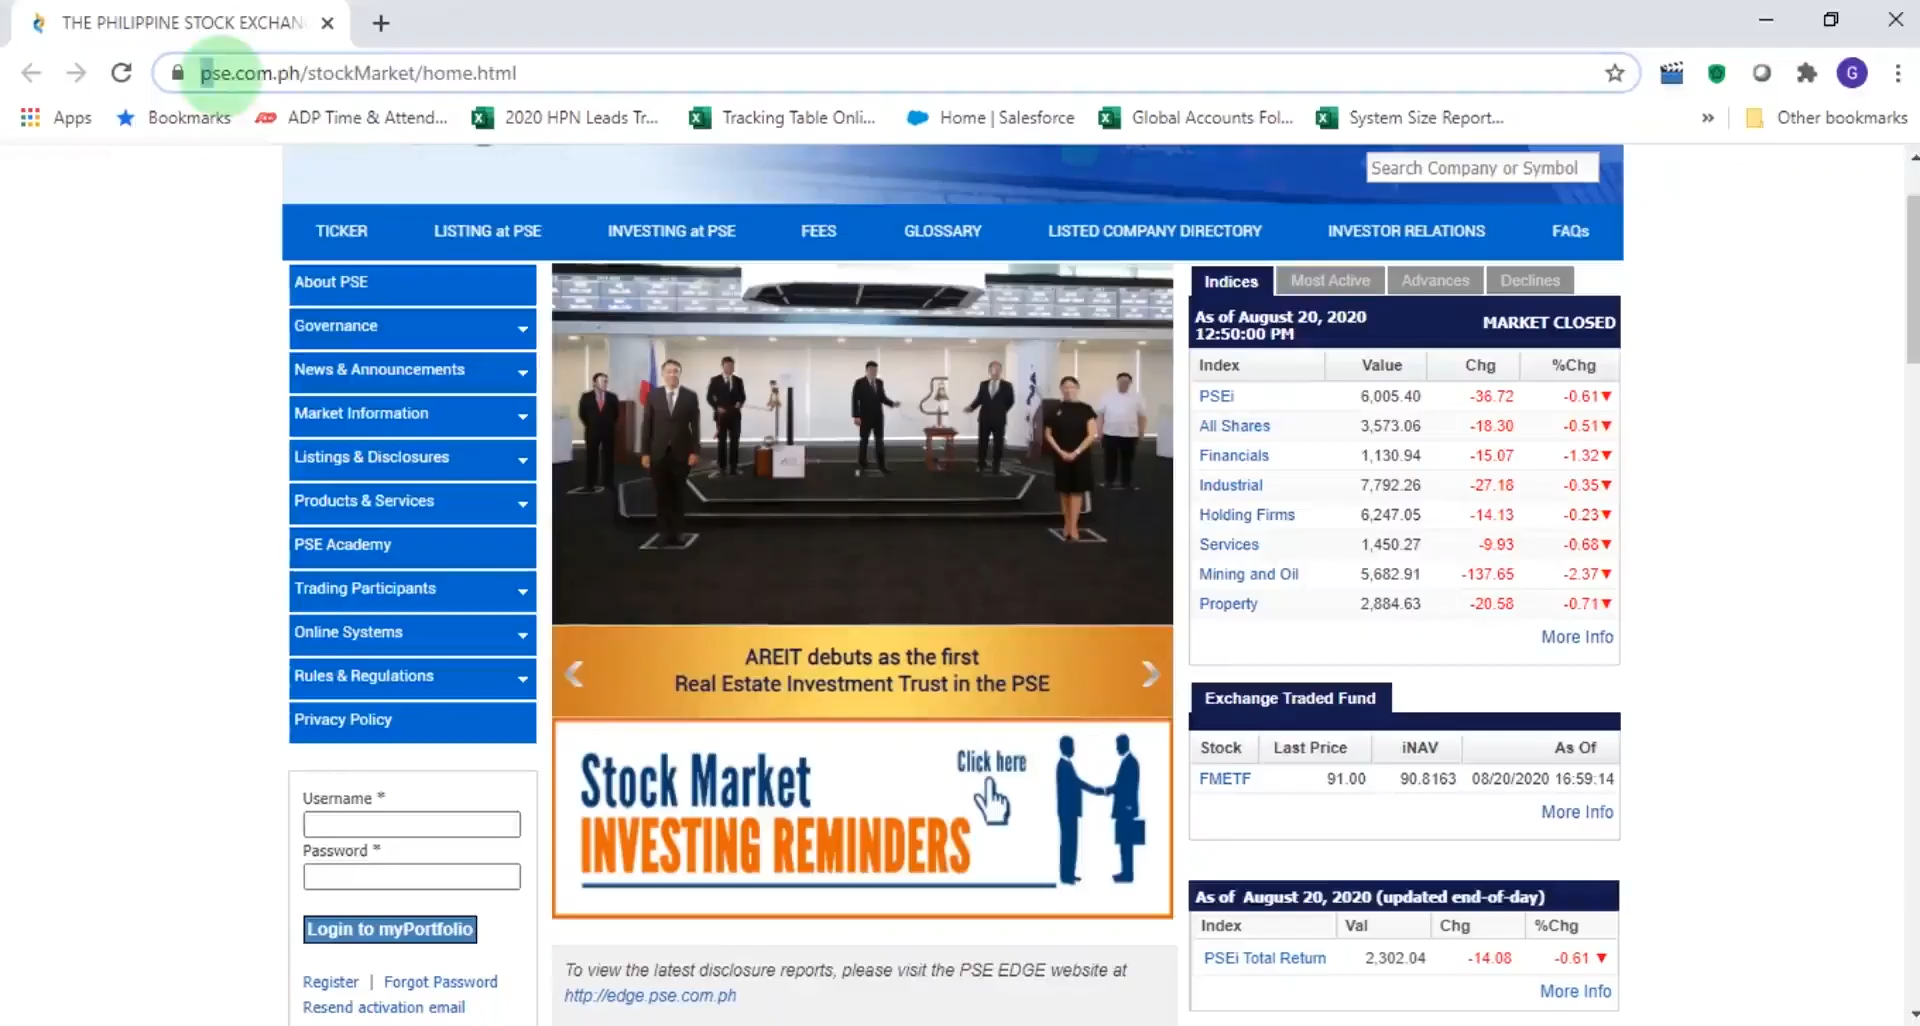 THE PHILIPPINE STOCK EXCHAN
pse.com.ph/stockMarket/home.html
G
Apps
Bookmarks
ADP Time & Attend...
2020 HPN Leads Tr...
Tracking Table Onli...
Home | Salesforce
Global Accounts Fol...
System Size Report...
»
Other bookmarks
Search Company or Symbol
TICKER
LISTING at PSE
INVESTING at PSE
FEES
GLOSSARY
LISTED COMPANY DIRECTORY
INVESTOR RELATIONS
FAQs
About PSE
Governance
News & Announcements
Market Information
Listings & Disclosures
Products & Services
PSE Academy
Trading Participants
Online Systems
Rules & Regulations
Privacy Policy
Username *
Password *
Login to myPortfolio
Register | Forgot Password
Resend activation email
AREIT debuts as the first
Real Estate Investment Trust in the PSE
Stock Market
INVESTING REMINDERS
Click here
To view the latest disclosure reports, please visit the PSE EDGE website at
http://edge.pse.com.ph
Indices Most Active Advances Declines
As of August 20, 2020
12:50:00 PM
MARKET CLOSED
Index Value Chg %Chg
PSEi 6,005.40 -36.72 -0.61▼
All Shares 3,573.06 -18.30 -0.51▼
Financials 1,130.94 -15.07 -1.32▼
Industrial 7,792.26 -27.18 -0.35▼
Holding Firms 6,247.05 -14.13 -0.23▼
Services 1,450.27 -9.93 -0.68▼
Mining and Oil 5,682.91 -137.65 -2.37▼
Property 2,884.63 -20.58 -0.71▼
More Info
Exchange Traded Fund
Stock Last Price iNAV As Of
FMETF 91.00 90.8163 08/20/2020 16:59:14
More Info
As of August 20, 2020 (updated end-of-day)
Index Val Chg %Chg
PSEi Total Return 2,302.04 -14.08 -0.61 ▼
More Info